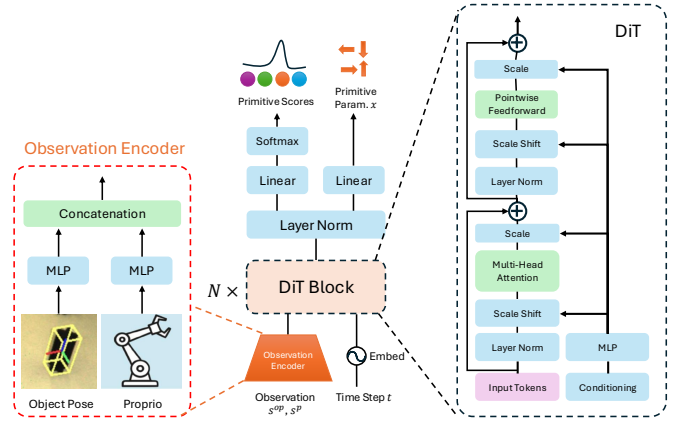 Observation Encoder
Concatenation
MLP
MLP
Object Pose
Proprio
Primitive Scores
Primitive
Param. x
Softmax
Linear
Linear
Layer Norm
N ×
DiT Block
Observation
Encoder
Embed
Observation
s^{op}, s^{p}
Time Step t
DiT
Scale
Pointwise
Feedforward
Scale Shift
Layer Norm
Scale
Multi-Head
Attention
Scale Shift
Layer Norm
MLP
Input Tokens
Conditioning